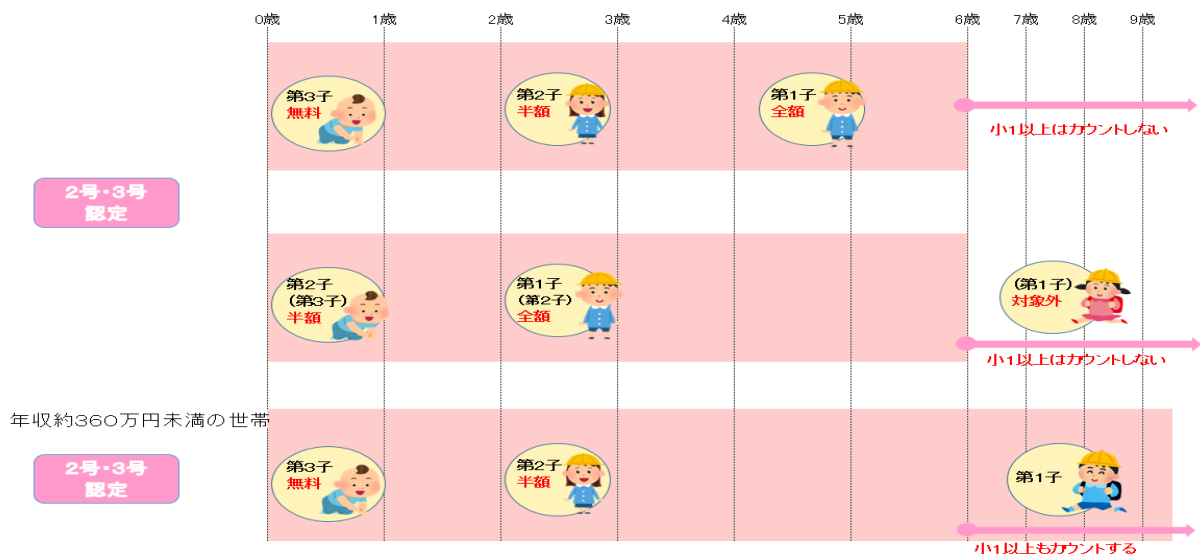 0歳 1歳 2歳 3歳 4歳 5歳 6歳 7歳 8歳 9歳
第3子
無料
第2子
半額
第1子
全額
小1以上はカウントしない
2号・3号
認定
第2子
(第3子)
半額
第1子
(第2子)
全額
(第1子)
対象外
小1以上はカウントしない
年収約360万円未満の世帯
2号・3号
認定
第3子
無料
第2子
半額
第1子
小1以上もカウントする